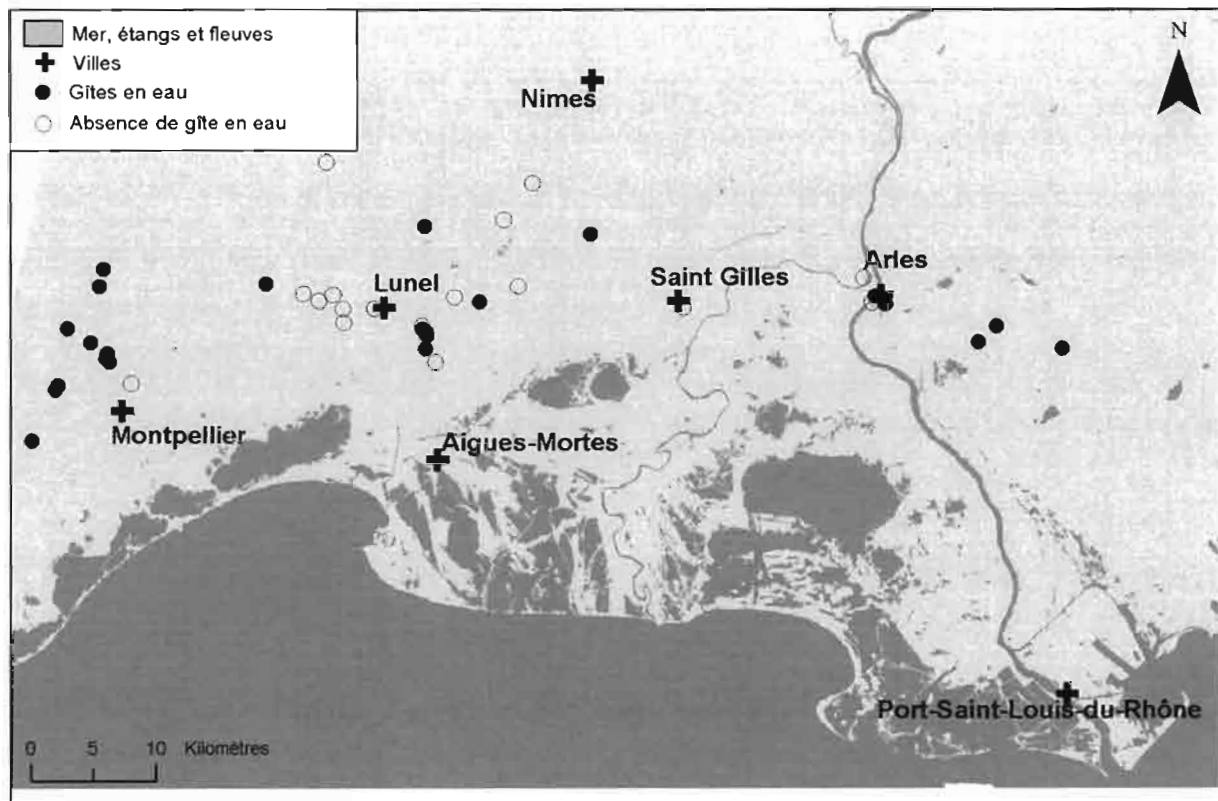 Mer, étangs et fleuves
Villes
Gîtes en eau
Absence de gîte en eau
N
Nimes
Arles
Saint Gilles
Lunel
Montpellier
Aigues-Mortes
Port-Saint-Louis-du-Rhône
0 5 10 Kilomètres